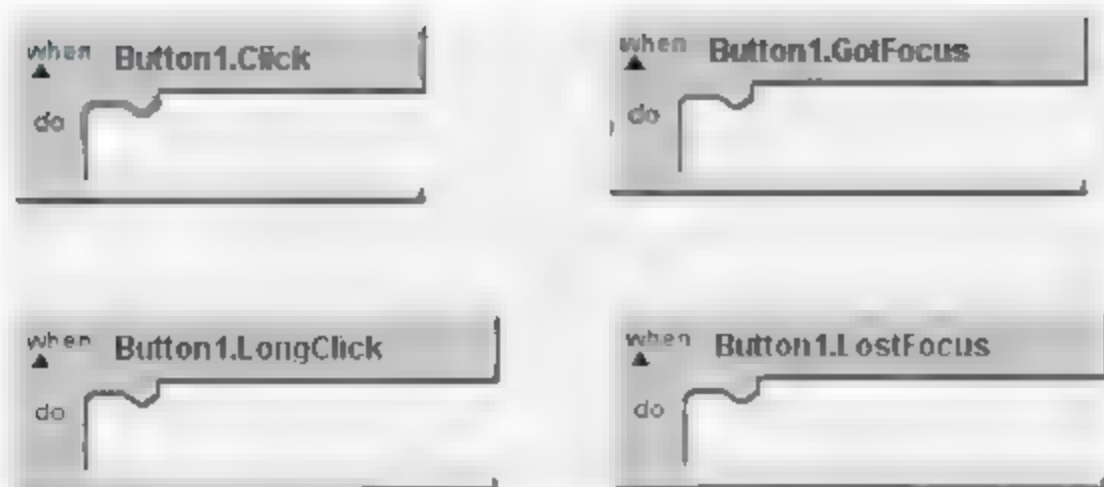 when Button1.Click
do
when Button1.GotFocus
do
when Button1.LongClick
do
when Button1.LostFocus
do